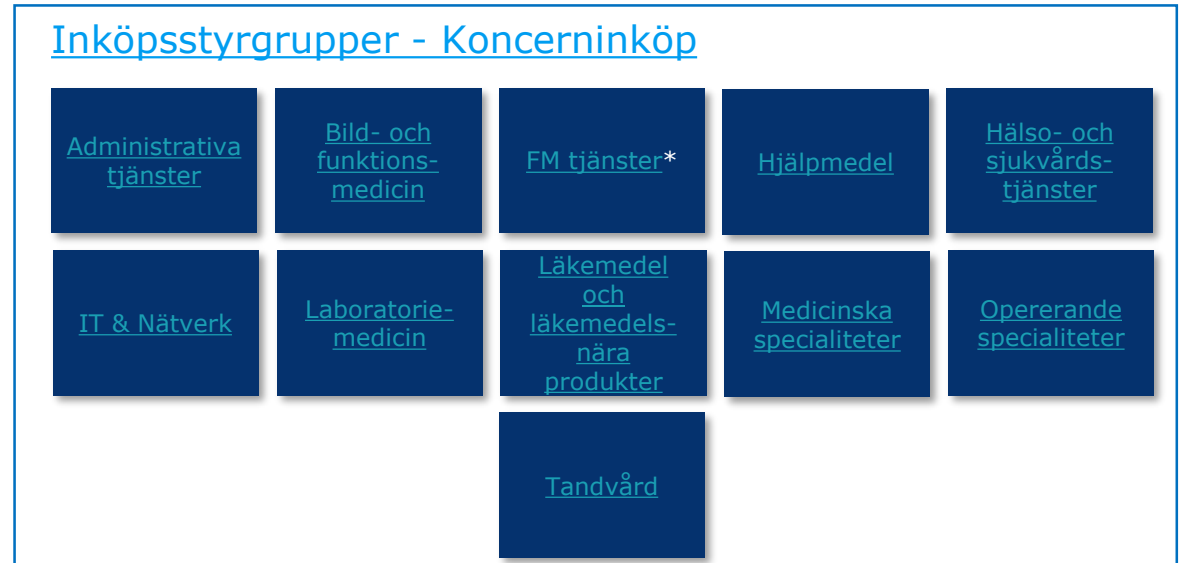 Inköpsstyrgrupper - Koncerninköp
Administrativa
tjänster
Bild- och
funktions-
medicin
FM tjänster*
Hjälpmedel
Hälso- och
sjukvårds-
tjänster
IT & Nätverk
Laboratorie-
medicin
Läkemedel
och
läkemedels-
nära
produkter
Medicinska
specialiteter
Opererande
specialiteter
Tandvård